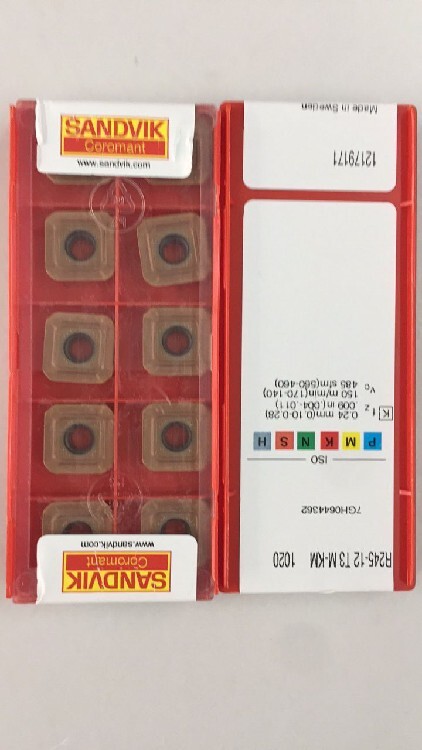 SANDVIK
Coromant
www.sandvik.com
www.sandvik.com
Coromant
SANDVIK
R245-12 T3 M-KM 1020
7GH0644362
ISO
P M K N S H
K fz 0.24 mm(0.10-0.28)
.009 in (.004-.011)
vc 150 m/min(170-140)
485 sfm(560-460)
12179171
Made in Sweden